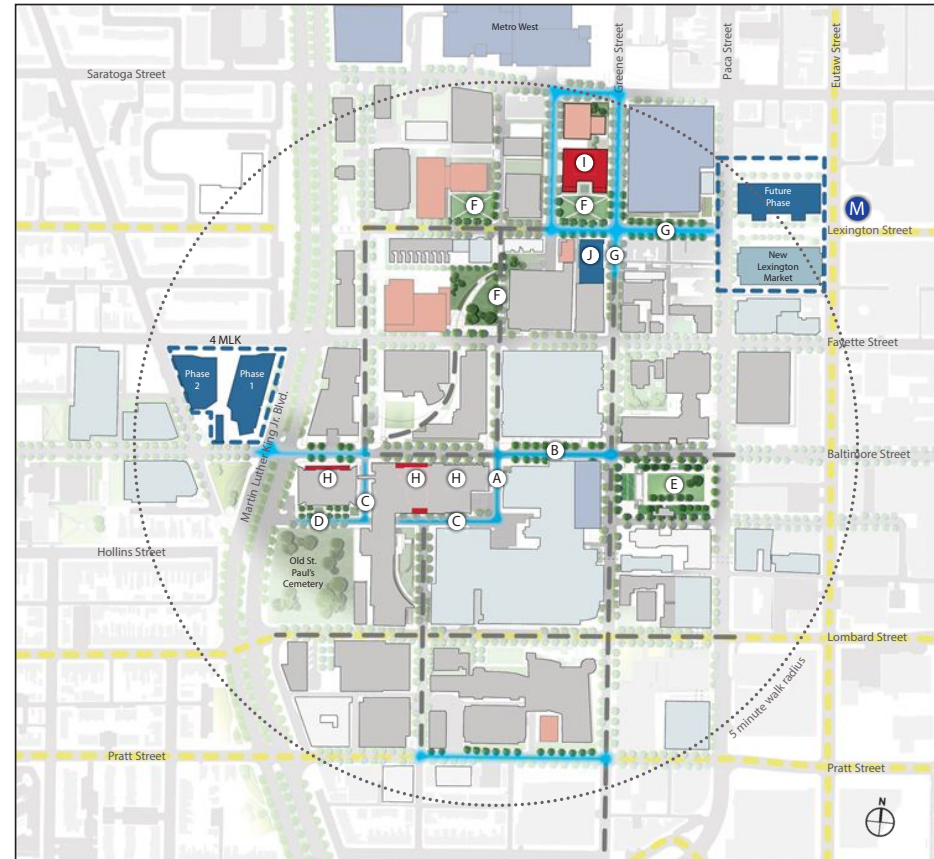 Metro West
Greene Street
Paca Street
Eutaw Street
Saratoga Street
I
F
F
Future
Phase
M
G
Lexington Street
J
G
New
Lexington
Market
F
4 MLK
Fayette Street
Phase
2
Phase
1
Martin Luther King Jr. Blvd.
B
Baltimore Street
H
H
H
A
E
C
D
C
Hollins Street
Old St.
Paul's
Cemetery
Lombard Street
5 minute walk radius
Pratt Street
Pratt Street
N